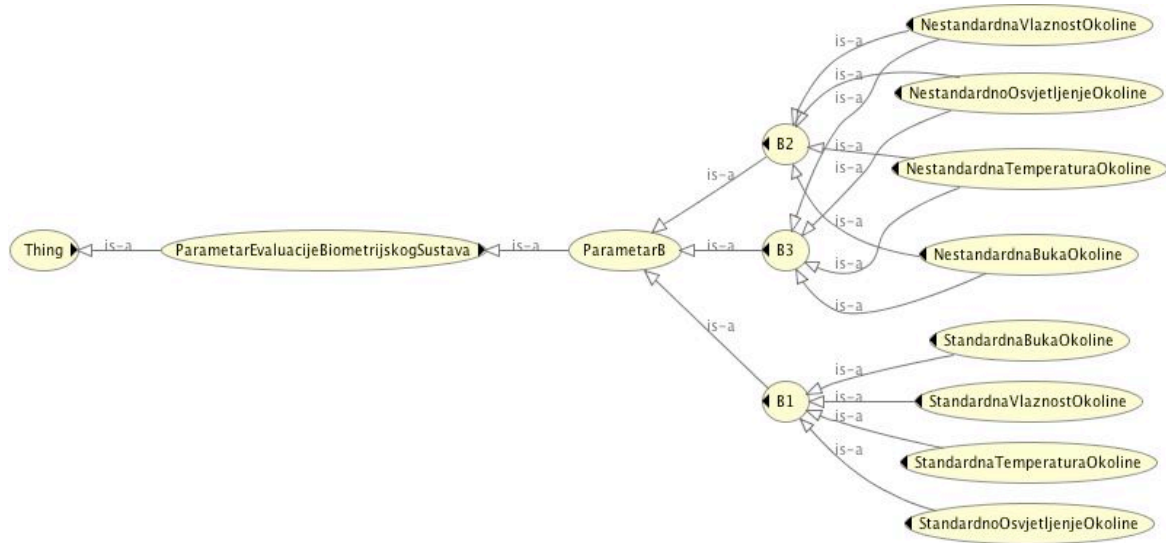 NestandardnaVlaznostOkoline
is-a
is-a
NestandardnoOsvjetljenjeOkoline
is-a
B2
is-a
is-a
NestandardnaTemperaturaOkoline
is-a
is-a
Thing
is-a
ParametarEvaluacijeBiometrijskogSustava
is-a
ParametarB
is-a
B3
is-a
NestandardnaBukaOkoline
is-a
is-a
StandardnaBukaOkoline
is-a
B1
is-a
StandardnaVlaznostOkoline
is-a
is-a
StandardnaTemperaturaOkoline
StandardnoOsvjetljenjeOkoline